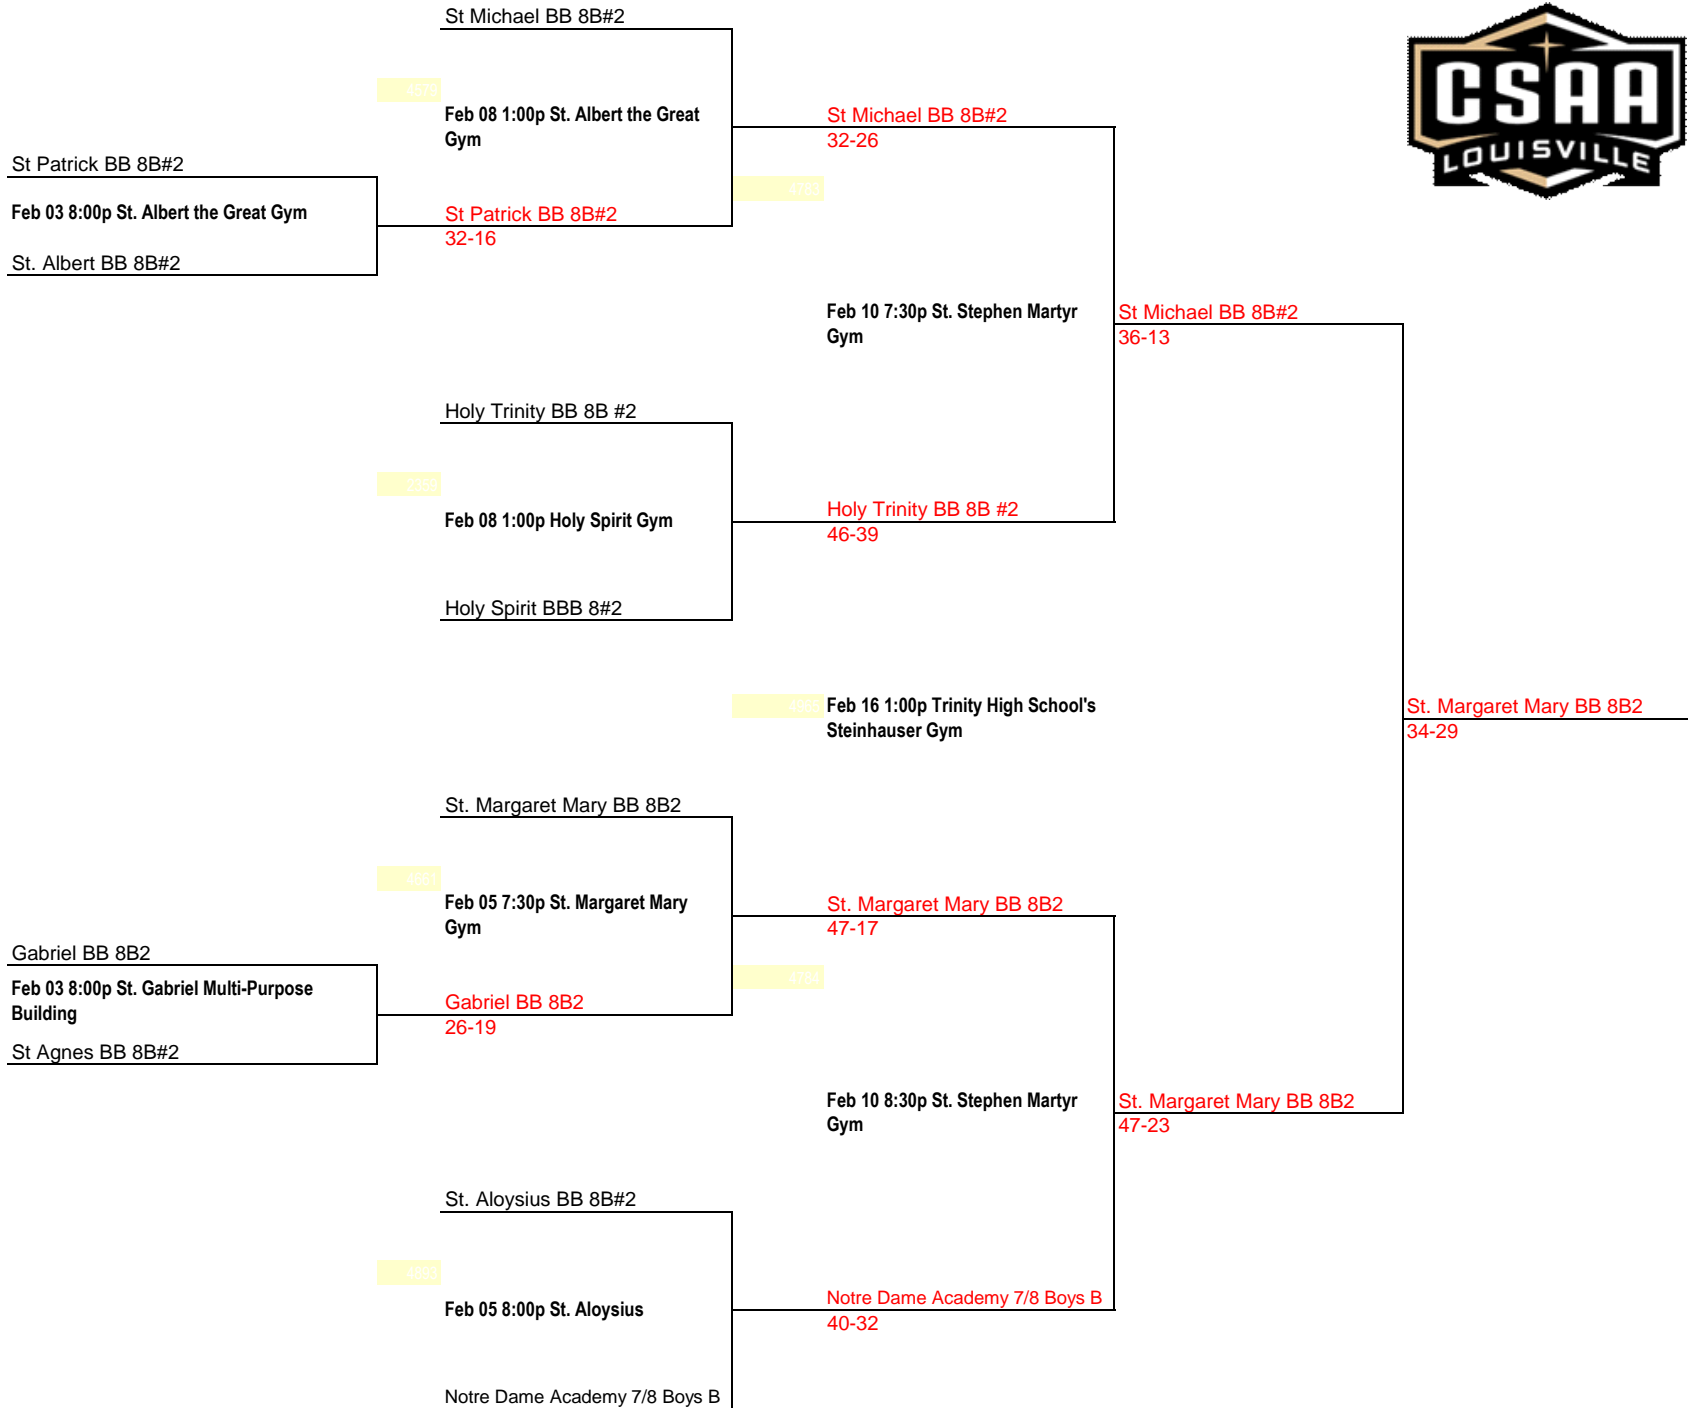 St Michael BB 8B#2
CSAA
LOUISVILLE
Feb 08 1:00p St. Albert the Great
Gym
St Michael BB 8B#2
32-26
St Patrick BB 8B#2
Feb 03 8:00p St. Albert the Great Gym
St Patrick BB 8B#2
32-16
St. Albert BB 8B#2
Feb 10 7:30p St. Stephen Martyr
Gym
St Michael BB 8B#2
36-13
Holy Trinity BB 8B #2
Feb 08 1:00p Holy Spirit Gym
Holy Trinity BB 8B #2
46-39
Holy Spirit BBB 8#2
Feb 16 1:00p Trinity High School's
Steinhauser Gym
St. Margaret Mary BB 8B2
34-29
St. Margaret Mary BB 8B2
Feb 05 7:30p St. Margaret Mary
Gym
St. Margaret Mary BB 8B2
47-17
Gabriel BB 8B2
Feb 03 8:00p St. Gabriel Multi-Purpose
Building
Gabriel BB 8B2
26-19
St Agnes BB 8B#2
Feb 10 8:30p St. Stephen Martyr
Gym
St. Margaret Mary BB 8B2
47-23
St. Aloysius BB 8B#2
Feb 05 8:00p St. Aloysius
Notre Dame Academy 7/8 Boys B
40-32
Notre Dame Academy 7/8 Boys B